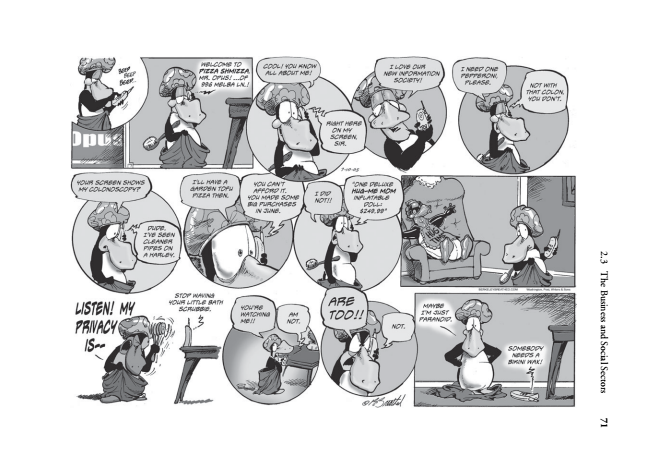 BEEP
BEEP
BEEP..
WELCOME TO
PIZZA SHMIZZA,
MR. OPUS! ...OF
996 MELBA LN.!
Opus
COOL! YOU KNOW
ALL ABOUT ME!
RIGHT HERE
ON MY
SCREEN,
SIR.
I LOVE OUR
NEW INFORMATION
SOCIETY!
I NEED ONE
PEPPERONI,
PLEASE.
NOT WITH
THAT COLON,
YOU DON'T.
YOUR SCREEN SHOWS
MY COLONOSCOPY?
DUDE,
I'VE SEEN
CLEANER
PIPES ON
A HARLEY.
I'LL HAVE A
GARDEN TOFU
PIZZA THEN.
YOU CAN'T
AFFORD IT.
YOU MADE SOME
BIG PURCHASES
IN JUNE.
I DID
NOT!!
"ONE DELUXE
HUG-ME MOM
INFLATABLE
DOLL:
$249.99"
LISTEN! MY
PRIVACY
IS--
STOP WAVING
YOUR LITTLE BATH
SCRUBBIE.
YOU'RE
WATCHING
ME!!
AM
NOT.
ARE
TOO!!
NOT.
MAYBE
I'M JUST
PARANOID.
SOMEBODY
NEEDS A
BIKINI WAX!
2.3 The Business and Social Sectors
71